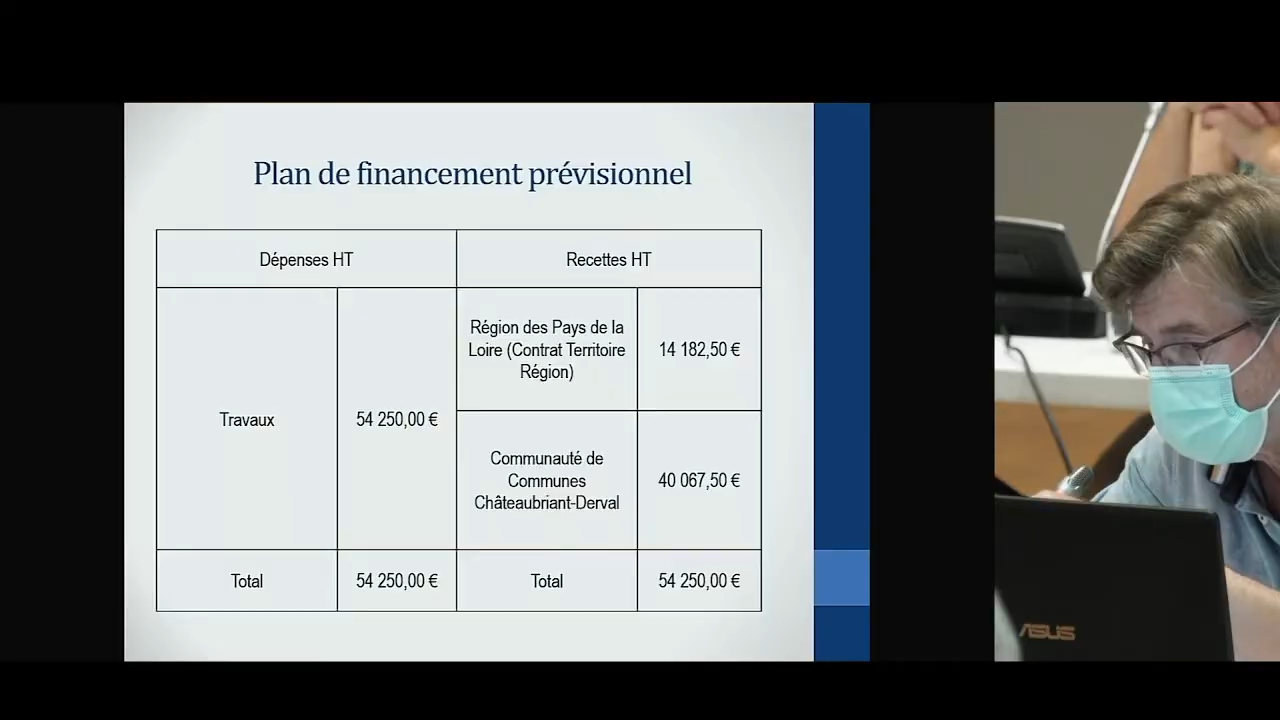 Plan de financement prévisionnel
Dépenses HT
Recettes HT
Travaux
54 250,00 €
Région des Pays de la
Loire (Contrat Territoire
Région)
14 182,50 €
Communauté de
Communes
Châteaubriant-Derval
40 067,50 €
Total
54 250,00 €
Total
54 250,00 €
ASUS